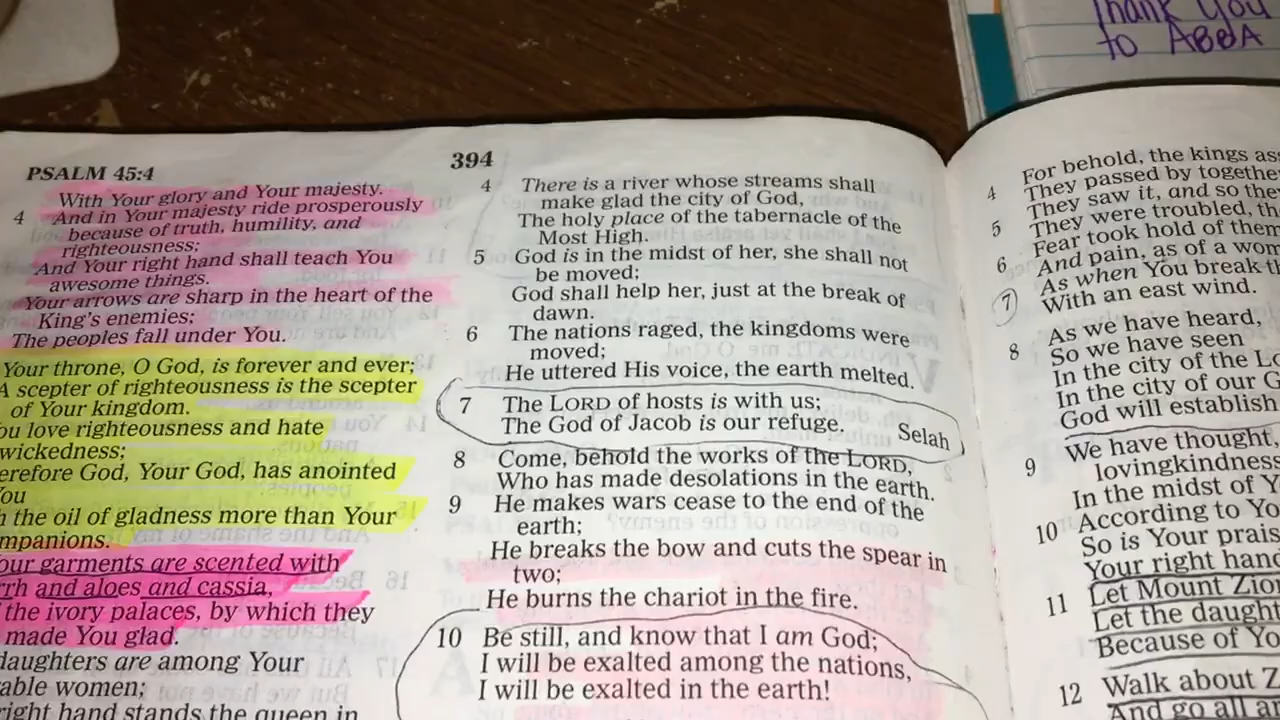 Thank You
to ABBA
PSALM 45:4
With Your glory and Your majesty.
4 And in Your majesty ride prosperously
because of truth, humility, and
righteousness;
And Your right hand shall teach You
awesome things.
Your arrows are sharp in the heart of the
King's enemies;
The peoples fall under You.
Your throne, O God, is forever and ever;
A scepter of righteousness is the scepter
of Your kingdom.
You love righteousness and hate
wickedness;
God, Your God, has anointed
You
the oil of gladness more than Your
garments are scented with
and aloes and cassia,
the ivory palaces, by which they
made You glad.
daughters are among Your
women;
right hand stands the queen in
394
4 There is a river whose streams shall
make glad the city of God,
The holy place of the tabernacle of the
Most High.
5 God is in the midst of her, she shall not
be moved;
God shall help her, just at the break of
dawn.
6 The nations raged, the kingdoms were
moved;
He uttered His voice, the earth melted.
7 The LORD of hosts is with us;
The God of Jacob is our refuge. Selah
8 Come, behold the works of the LORD,
Who has made desolations in the earth.
9 He makes wars cease to the end of the
earth;
He breaks the bow and cuts the spear in
two;
He burns the chariot in the fire.
10 Be still, and know that I am God;
I will be exalted among the nations,
I will be exalted in the earth!
For behold, the kings
4 They passed by
They saw it, and so
5 They were troubled,
Fear took hold of them
6 And pain, as of a
As when You break
7 With an east wind.
As we have heard,
8 So we have seen
In the city of the
In the city of our
God will establish
We have thought,
9 lovingkindness
In the midst of
10 According to
So is Your
Your right
11 Let Mount Zion
Let the
Because of
12 Walk about
And go all